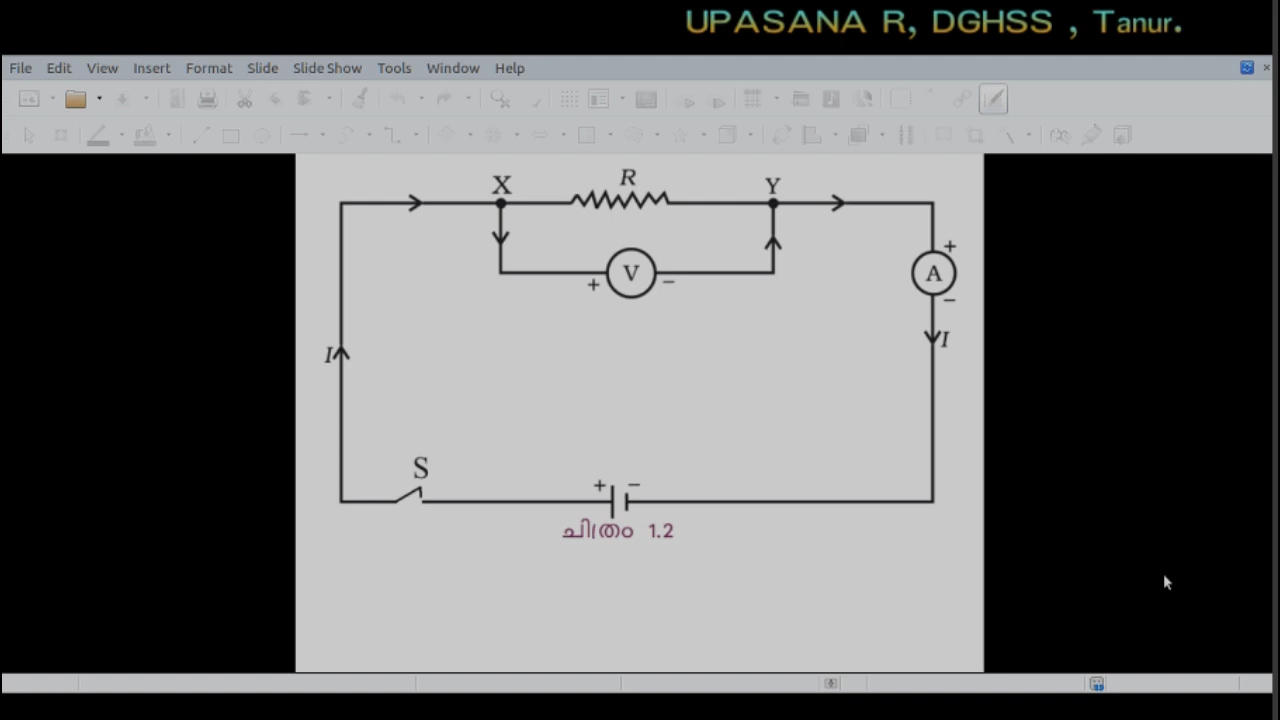 UPASANA R, DGHSS , Tanur.
File Edit View Insert Format Slide Slide Show Tools Window Help
X R Y
+ V −
+
A
−
I I
S
+ −
ചിത്രം 1.2